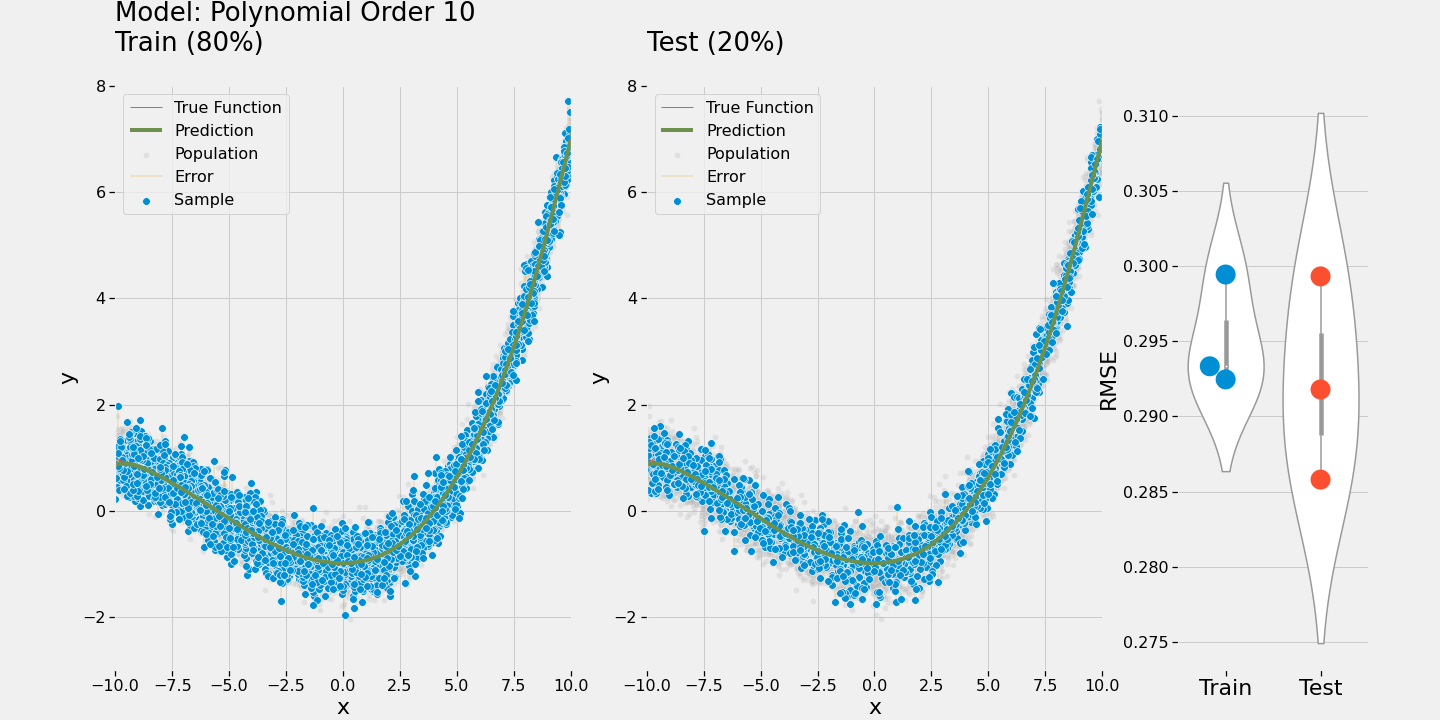 Model: Polynomial Order 10
Train (80%)
8
6
4
2
0
−2
y
−10.0 −7.5 −5.0 −2.5 0.0 2.5 5.0 7.5 10.0
x
True Function
Prediction
Population
Error
Sample
Test (20%)
8
6
4
2
0
−2
y
−10.0 −7.5 −5.0 −2.5 0.0 2.5 5.0 7.5 10.0
x
True Function
Prediction
Population
Error
Sample
0.310
0.305
0.300
0.295
0.290
0.285
0.280
0.275
RMSE
Train Test